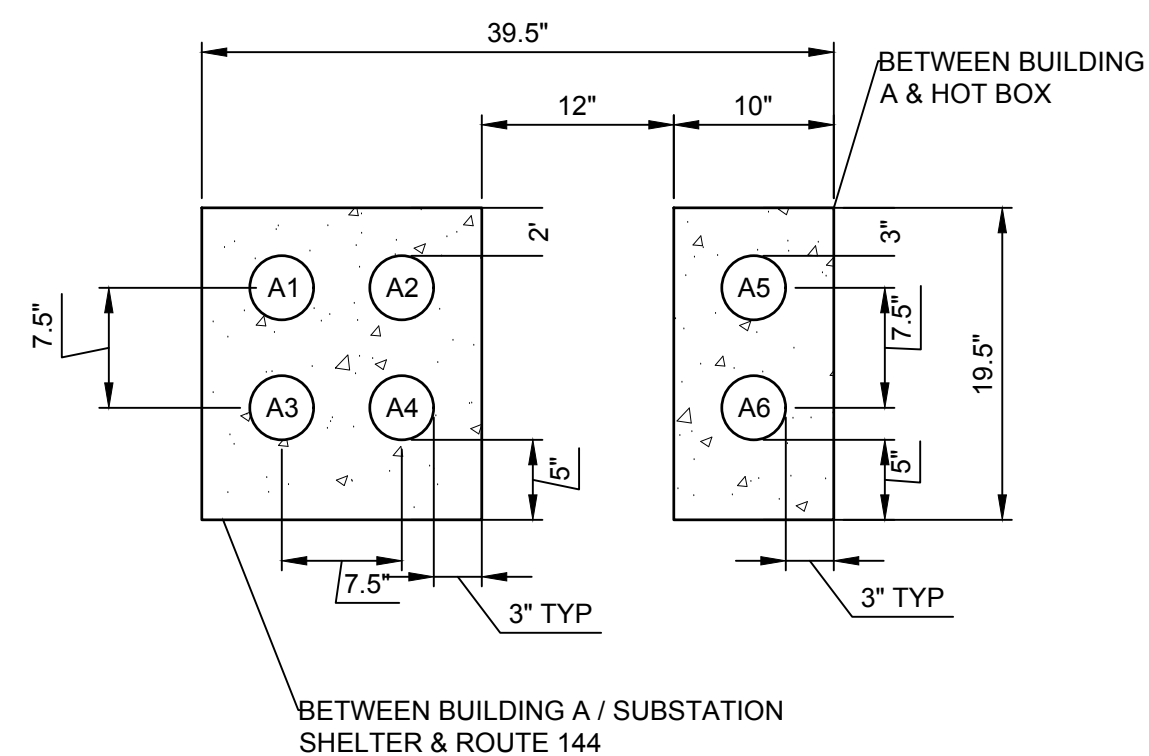 39.5"
BETWEEN BUILDING
A & HOT BOX
12"
10"
2'
3"
A1
A2
A5
7.5"
7.5"
19.5"
A3
A4
A6
5"
5"
7.5"
3" TYP
3" TYP
BETWEEN BUILDING A / SUBSTATION
SHELTER & ROUTE 144